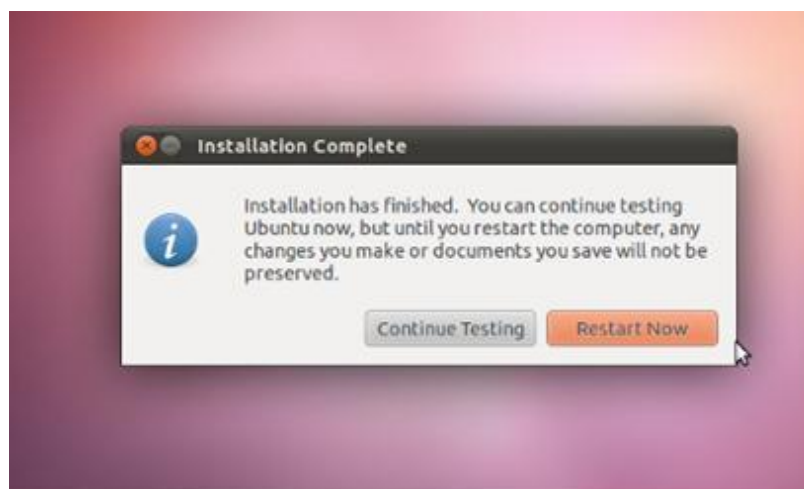 Installation Complete
Installation has finished. You can continue testing
Ubuntu now, but until you restart the computer, any
changes you make or documents you save will not be
preserved.
Continue Testing
Restart Now